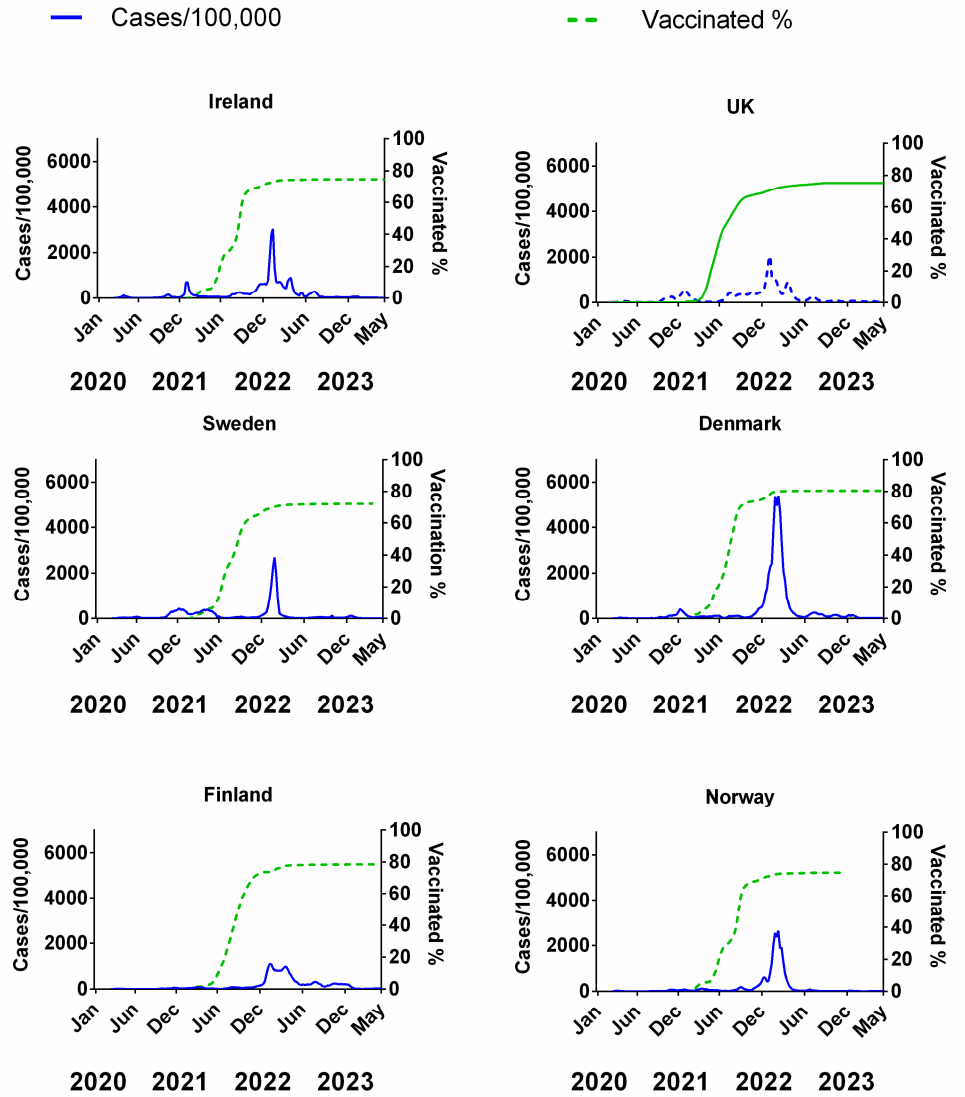 Cases/100,000 Vaccinated %
Ireland
Cases/100,000
6000
4000
2000
0
100
80
60
40
20
0
Vaccinated %
Jan Jun Dec Jun Dec Jun Dec May
2020 2021 2022 2023
UK
Cases/100,000
6000
4000
2000
0
100
80
60
40
20
0
Vaccinated %
Jan Jun Dec Jun Dec Jun Dec May
2020 2021 2022 2023
Sweden
Cases/100,000
6000
4000
2000
0
100
80
60
40
20
0
Vaccination %
Jan Jun Dec Jun Dec Jun Dec May
2020 2021 2022 2023
Denmark
Cases/100,000
6000
4000
2000
0
100
80
60
40
20
0
Vaccinated %
Jan Jun Dec Jun Dec Jun Dec May
2020 2021 2022 2023
Finland
Cases/100,000
6000
4000
2000
0
100
80
60
40
20
0
Vaccinated %
Jan Jun Dec Jun Dec Jun Dec May
2020 2021 2022 2023
Norway
Cases/100,000
6000
4000
2000
0
100
80
60
40
20
0
Vaccinated %
Jan Jun Dec Jun Dec Jun Dec May
2020 2021 2022 2023